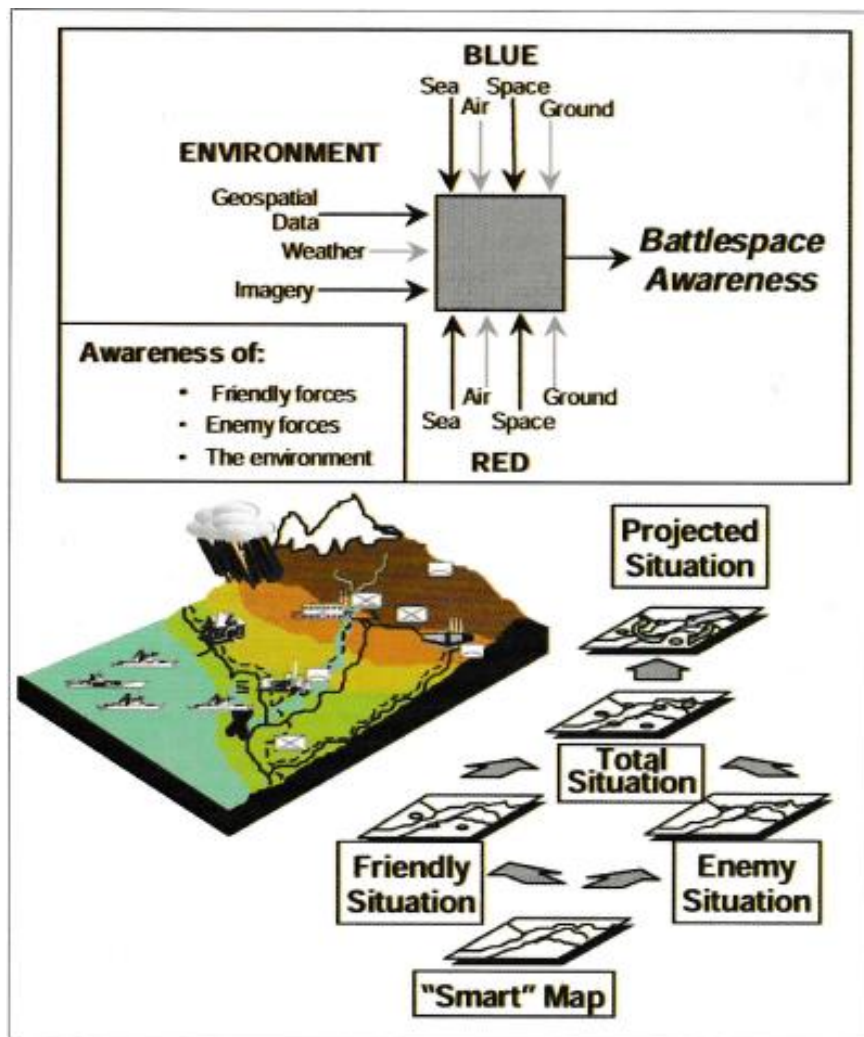 BLUE
Sea
Space
Air
Ground
ENVIRONMENT
Geospatial
Data
Weather
Imagery
Battlespace
Awareness
Awareness of:
• Friendly forces
• Enemy forces
• The environment
Air
Ground
Sea
Space
RED
Projected
Situation
Total
Situation
Friendly
Situation
Enemy
Situation
"Smart" Map